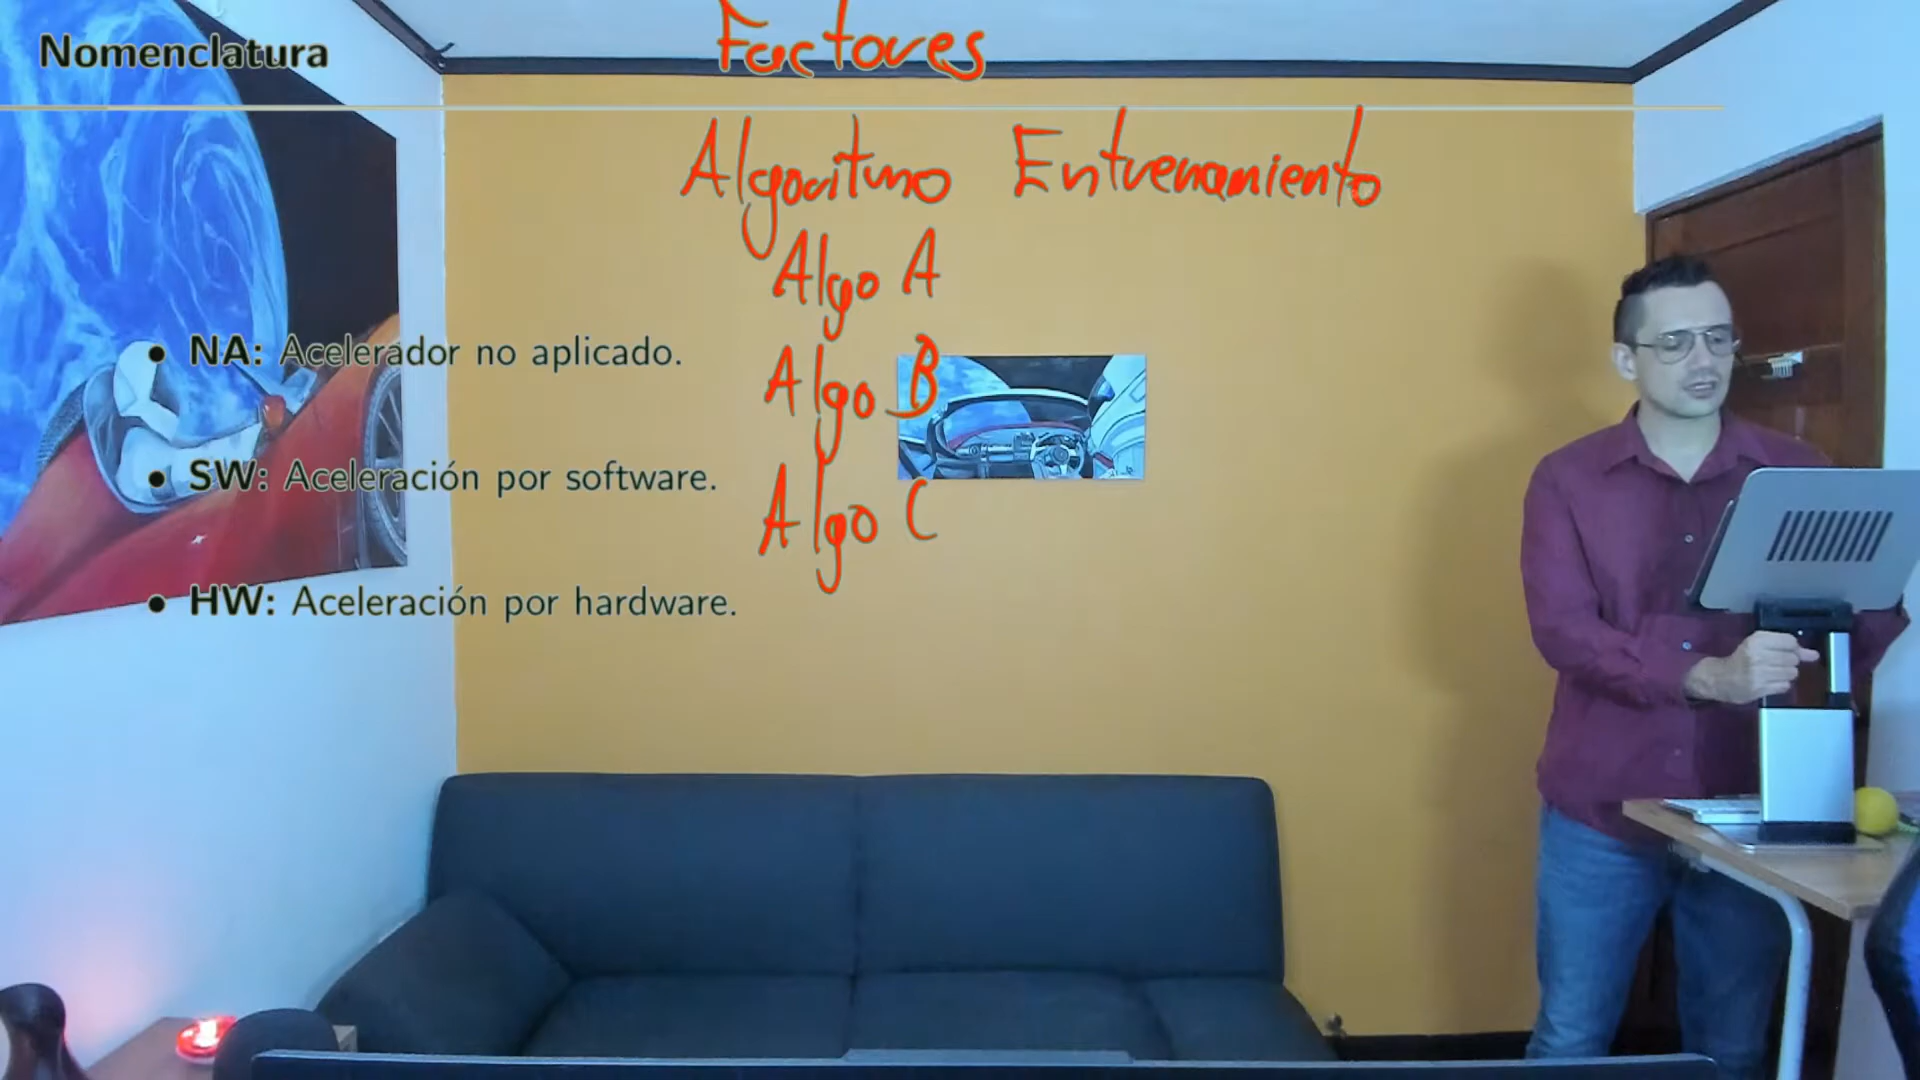 Nomenclatura
Factores
Algoritmo Entrenamiento
Algo A
Algo B
Algo C
• NA: Acelerador no aplicado.
• SW: Aceleración por software.
• HW: Aceleración por hardware.